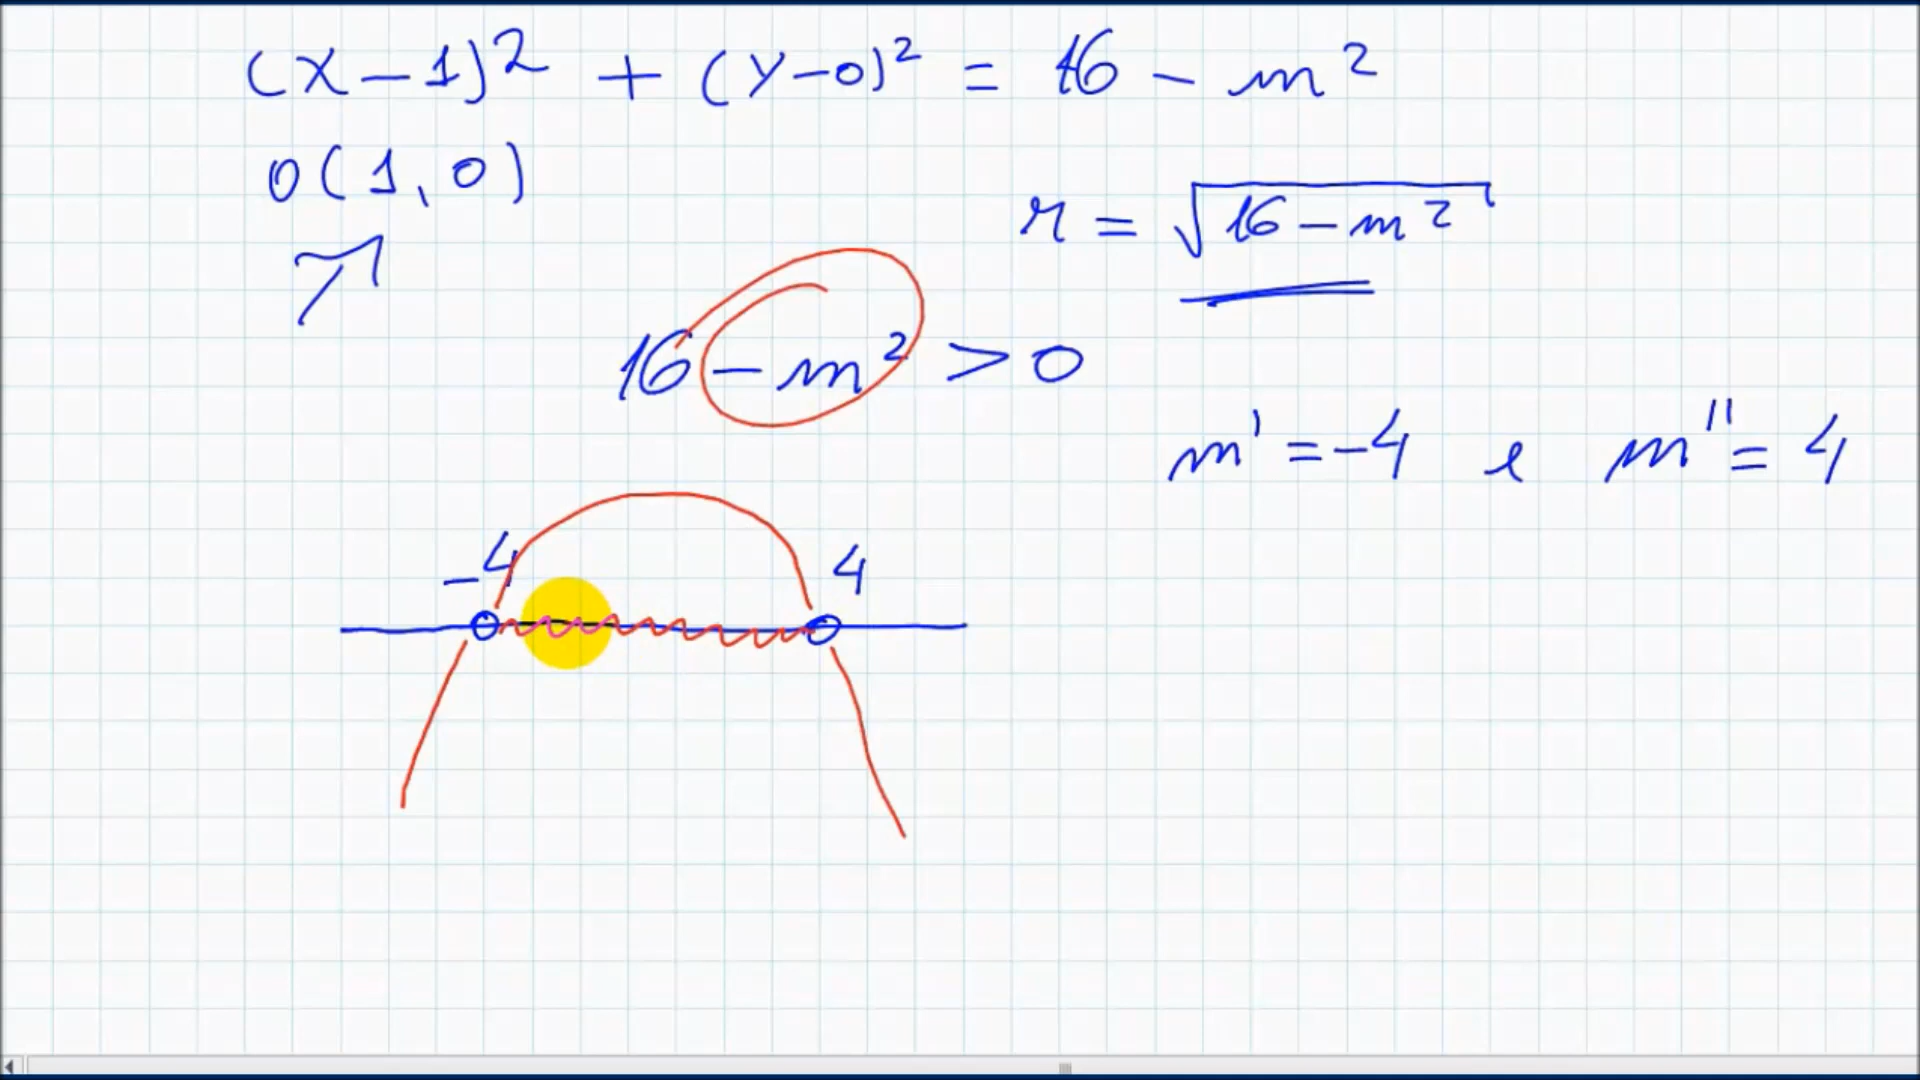 (x-1)² + (y-0)² = 16 - m²
O(1,0)
r = √16-m²
16 - m² > 0
m' = -4 e m'' = 4
-4 4